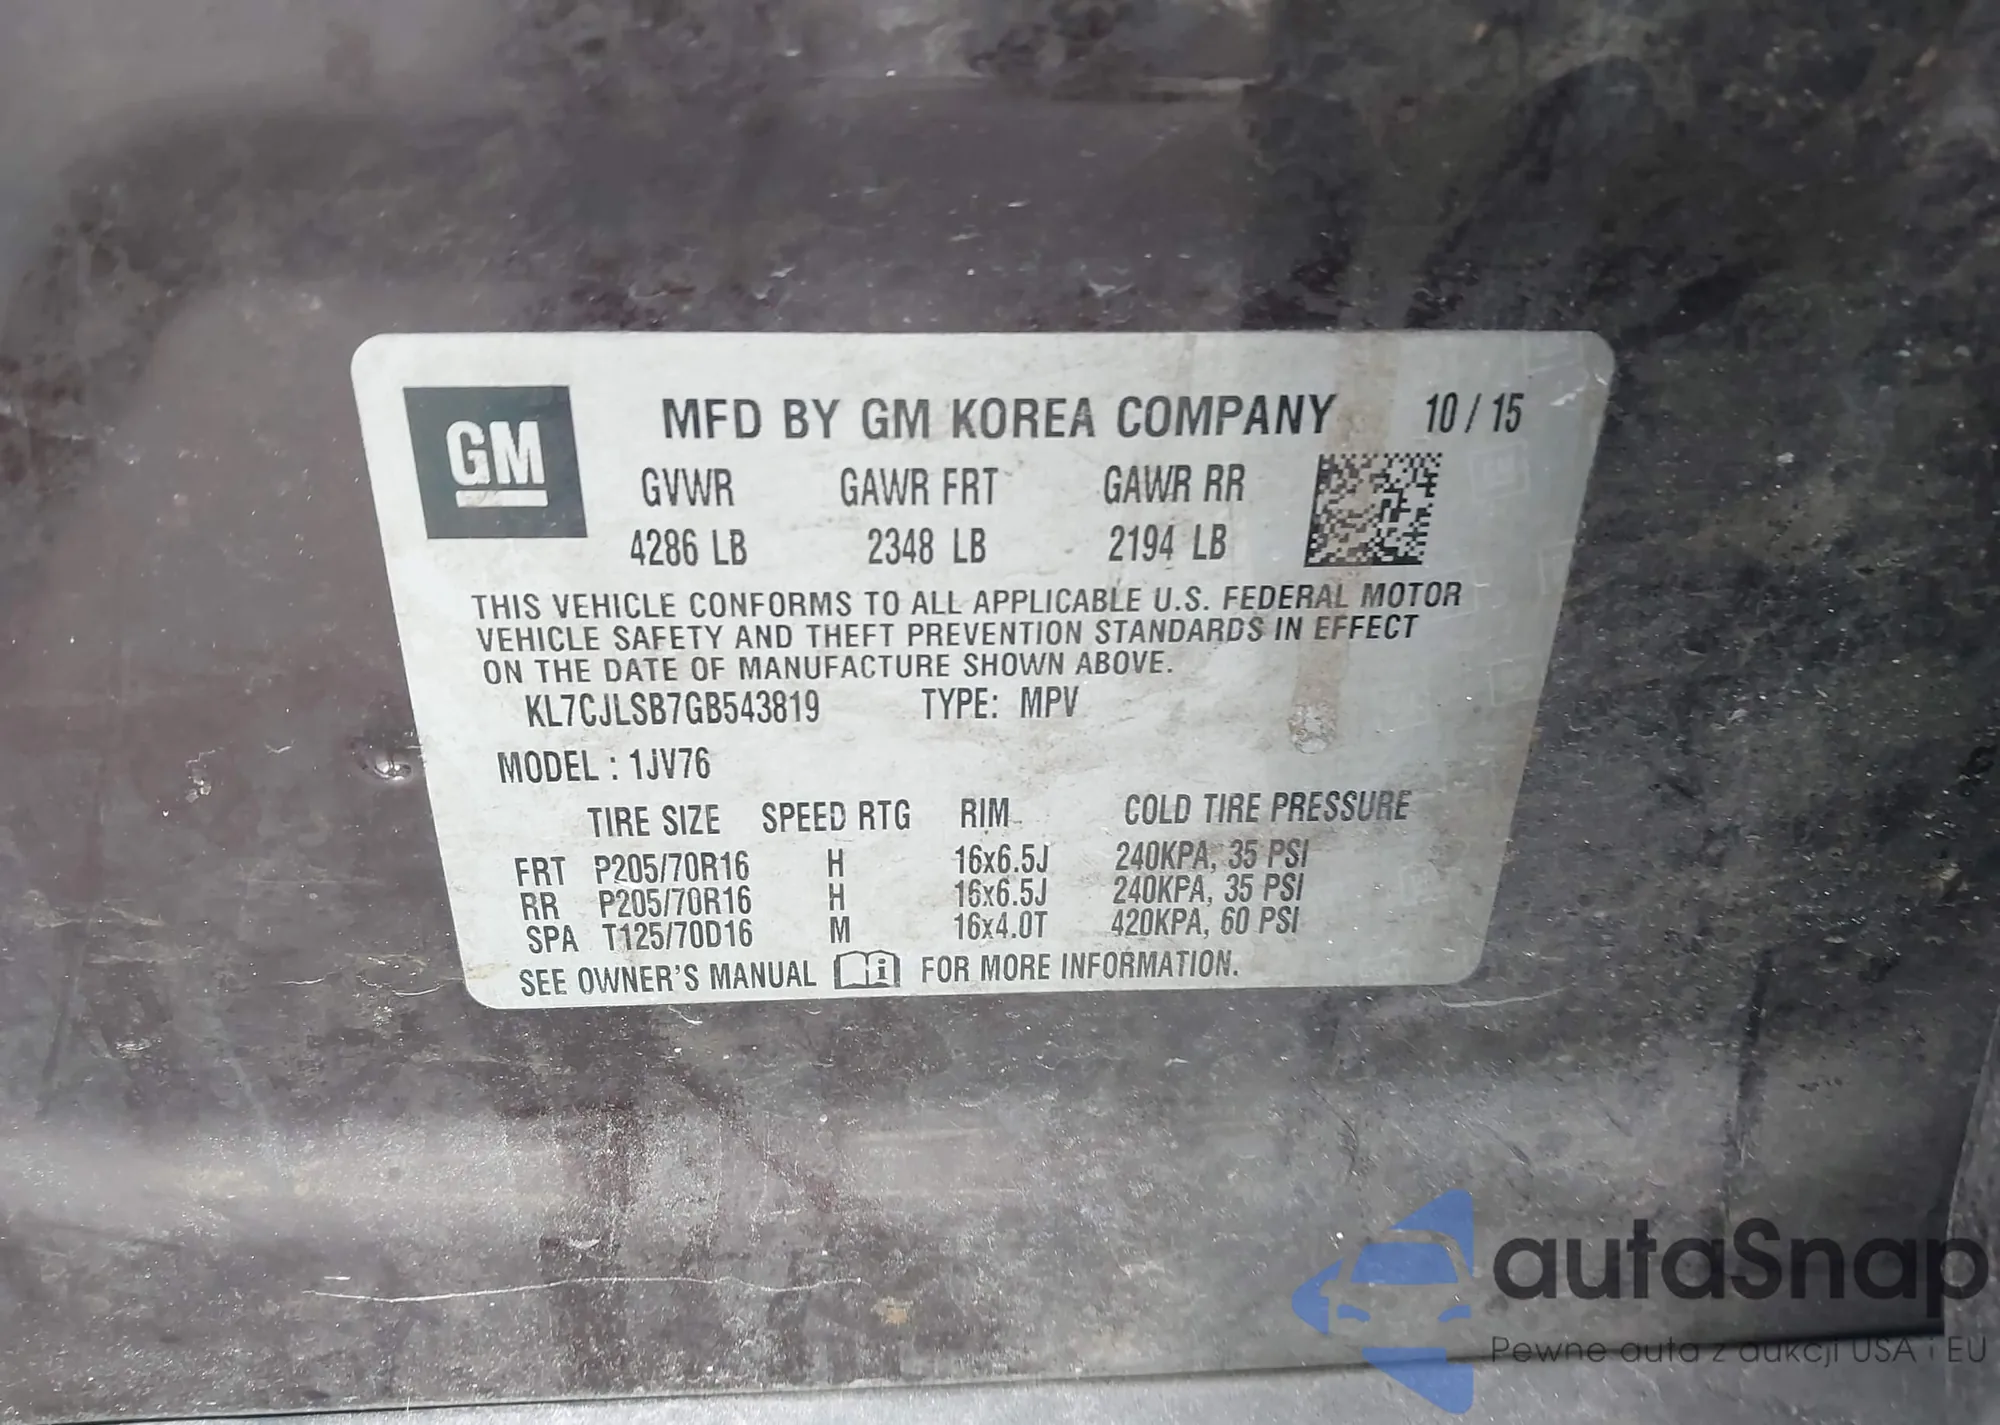 GM
MFD BY GM KOREA COMPANY 10 / 15
GVWR GAWR FRT GAWR RR
4286 LB 2348 LB 2194 LB
THIS VEHICLE CONFORMS TO ALL APPLICABLE U.S. FEDERAL MOTOR
VEHICLE SAFETY AND THEFT PREVENTION STANDARDS IN EFFECT
ON THE DATE OF MANUFACTURE SHOWN ABOVE.
KL7CJLSB7GB543819 TYPE: MPV
MODEL : 1JV76
TIRE SIZE SPEED RTG RIM COLD TIRE PRESSURE
FRT P205/70R16 H 16x6.5J 240KPA, 35 PSI
RR P205/70R16 H 16x6.5J 240KPA, 35 PSI
SPA T125/70D16 M 16x4.0T 420KPA, 60 PSI
SEE OWNER'S MANUAL i FOR MORE INFORMATION.
autaSnap
Pewne auta z aukcji USA i EU